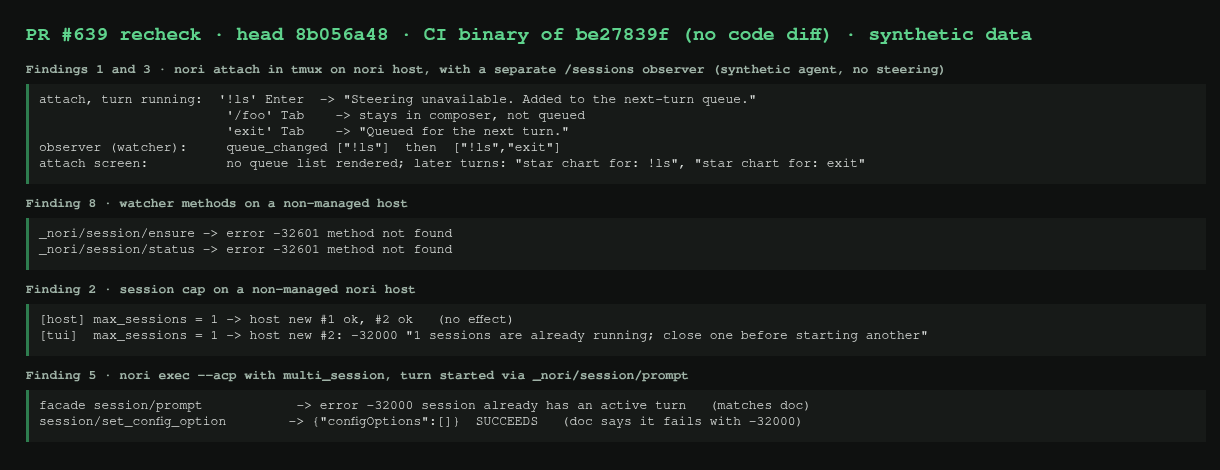 PR #639 recheck · head 8b056a48 · CI binary of be27839f (no code diff) · synthetic data
Findings 1 and 3 · nori attach in tmux on nori host, with a separate /sessions observer (synthetic agent, no steering)
attach, turn running:  '!ls' Enter  -> "Steering unavailable. Added to the next-turn queue."
'/foo' Tab    -> stays in composer, not queued
'exit' Tab    -> "Queued for the next turn."
observer (watcher):     queue_changed ["!ls"]  then  ["!ls","exit"]
attach screen:          no queue list rendered; later turns: "star chart for: !ls", "star chart for: exit"
Finding 8 · watcher methods on a non-managed host
_nori/session/ensure -> error -32601 method not found
_nori/session/status -> error -32601 method not found
Finding 2 · session cap on a non-managed nori host
[host] max_sessions = 1 -> host new #1 ok, #2 ok   (no effect)
[tui]  max_sessions = 1 -> host new #2: -32000 "1 sessions are already running; close one before starting another"
Finding 5 · nori exec --acp with multi_session, turn started via _nori/session/prompt
facade session/prompt            -> error -32000 session already has an active turn   (matches doc)
session/set_config_option        -> {"configOptions":[]}  SUCCEEDS   (doc says it fails with -32000)